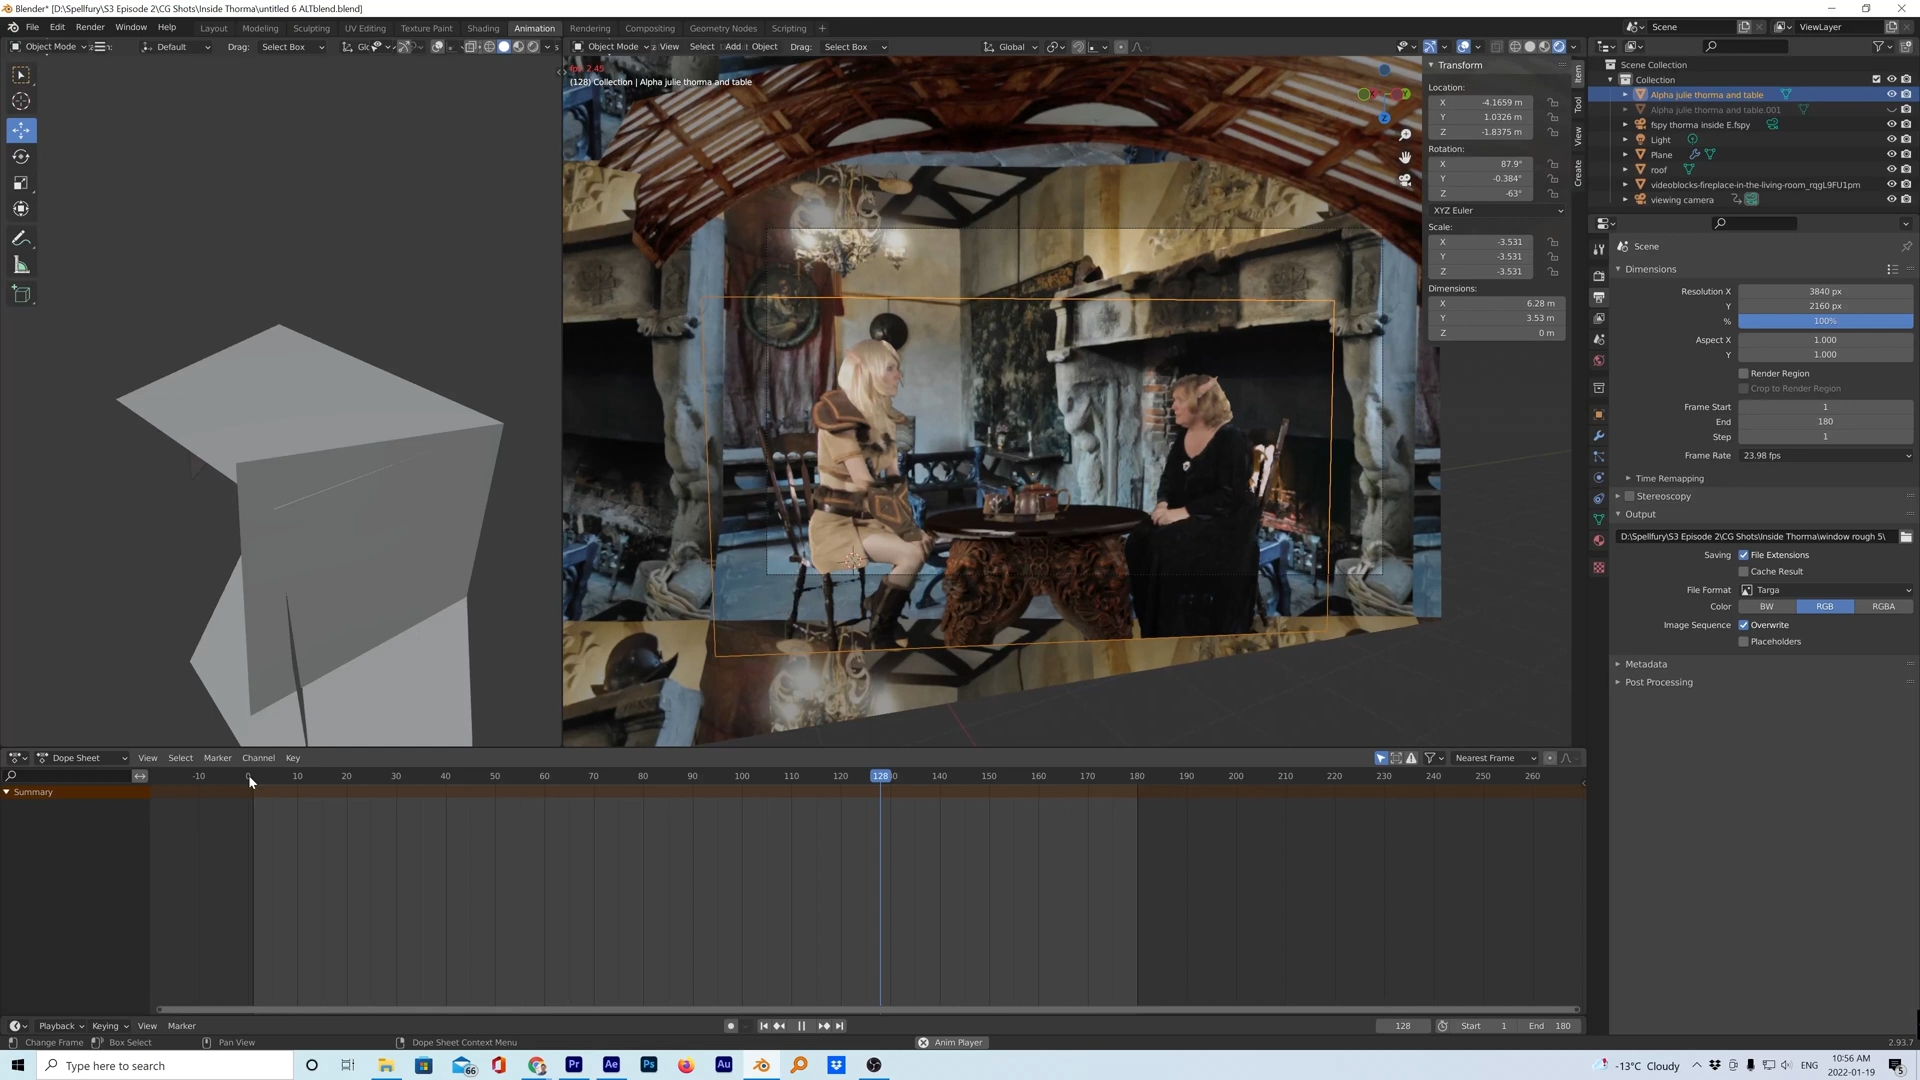 Blender* [D:\Spellfury\S3 Episode 2\CG Shots\Inside Thorma\untitled 6 ALTblend.blend]
File Edit Render Window Help
Layout Modeling Sculpting UV Editing Texture Paint Shading Animation Rendering Compositing Geometry Nodes Scripting +
Scene
ViewLayer
Object Mode Default Drag: Select Box
Object Mode View Select Add Object Drag: Select Box Global
fps: 2.45
(128) Collection | Alpha julie thorma and table
Transform
Location:
X -4.1659 m
Y 1.0326 m
Z -1.8375 m
Rotation:
X 87.9°
Y -0.384°
Z -63°
XYZ Euler
Scale:
X -3.531
Y -3.531
Z -3.531
Dimensions:
X 6.28 m
Y 3.53 m
Z 0 m
Item
Tool
View
Create
Scene Collection
Collection
Alpha julie thorma and table
Alpha julie thorma and table.001
fspy thorma inside E.fspy
Light
Plane
roof
videoblocks-fireplace-in-the-living-room_rqgL9FU1pm
viewing camera
Scene
Dimensions
Resolution X 3840 px
Y 2160 px
% 100%
Aspect X 1.000
Y 1.000
Render Region
Crop to Render Region
Frame Start 1
End 180
Step 1
Frame Rate 23.98 fps
Time Remapping
Stereoscopy
Output
D:\Spellfury\S3 Episode 2\CG Shots\Inside Thorma\window rough 5\
Saving File Extensions
Cache Result
File Format Targa
Color BW RGB RGBA
Image Sequence Overwrite
Placeholders
Metadata
Post Processing
Dope Sheet View Select Marker Channel Key
Nearest Frame
-10 0 10 20 30 40 50 60 70 80 90 100 110 120 128 140 150 160 170 180 190 200 210 220 230 240 250 260
Summary
Playback Keying View Marker
128 Start 1 End 180
Change Frame Box Select Pan View Dope Sheet Context Menu Anim Player
2.93.7
Type here to search
66
-13°C Cloudy
ENG
10:56 AM
2022-01-19
5